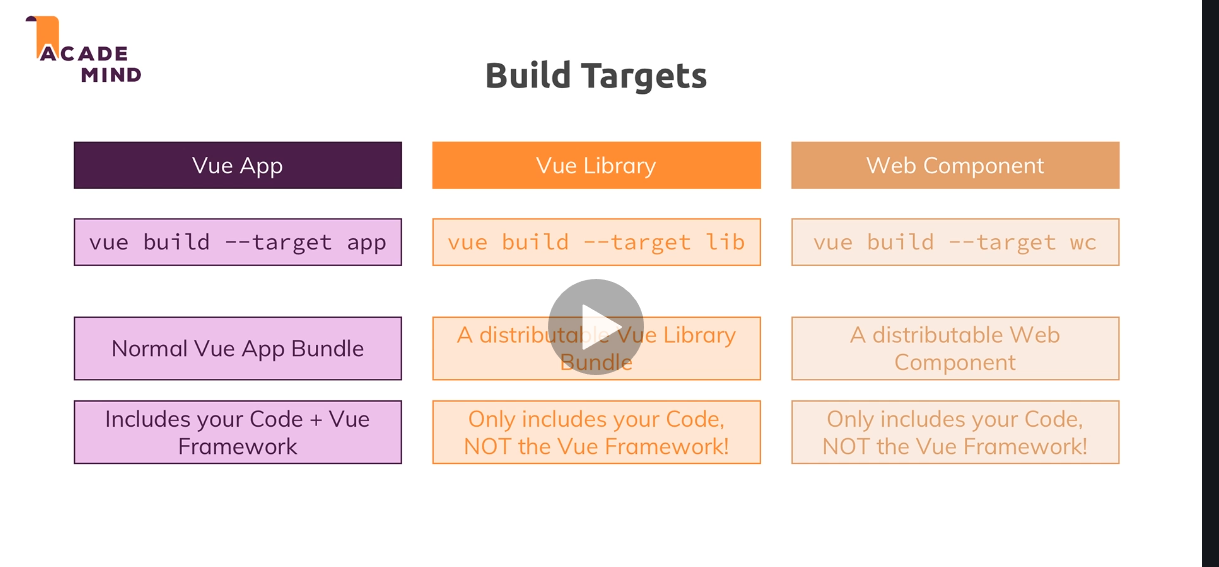 ACADE
MIND
Build Targets
Vue App
Vue Library
Web Component
vue build --target app
vue build --target lib
vue build --target wc
Normal Vue App Bundle
A distributable Vue Library
Bundle
A distributable Web
Component
Includes your Code + Vue
Framework
Only includes your Code,
NOT the Vue Framework!
Only includes your Code,
NOT the Vue Framework!